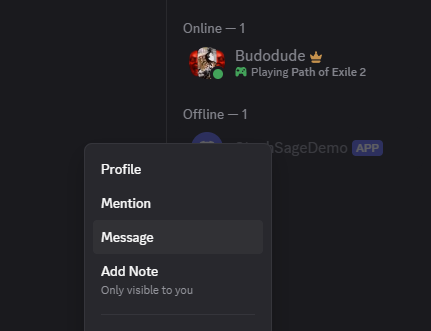 Online — 1
Budodude
Playing Path of Exile 2
Offline — 1
SageDemo APP
Profile
Mention
Message
Add Note
Only visible to you